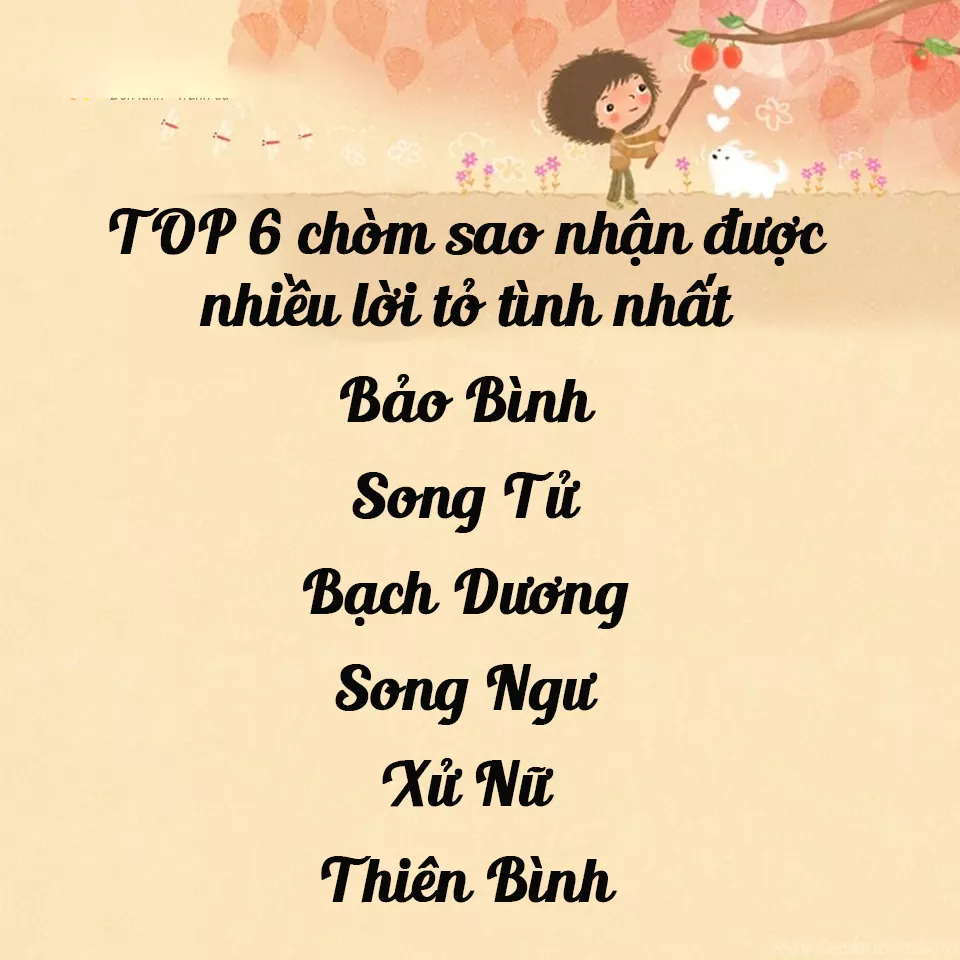 TOP 6 chòm sao nhận được
nhiều lời tỏ tình nhất
Bảo Bình
Song Tử
Bạch Dương
Song Ngư
Xử Nữ
Thiên Bình